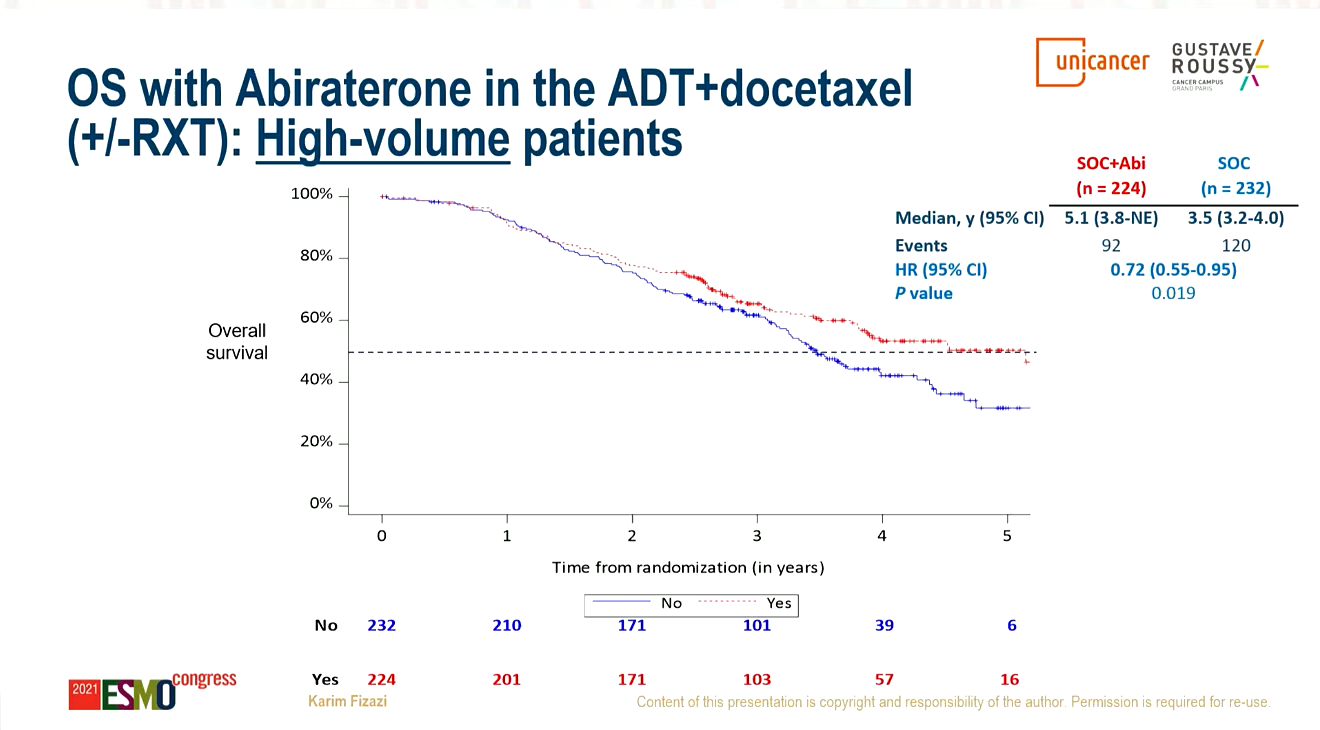 OS with Abiraterone in the ADT+docetaxel
(+/-RXT): High-volume patients
unicancer
GUSTAVE/
ROUSSY
CANCER CAMPUS
GRAND PARIS
SOC+Abi SOC
(n = 224) (n = 232)
Median, y (95% CI) 5.1 (3.8-NE) 3.5 (3.2-4.0)
Events 92 120
HR (95% CI) 0.72 (0.55-0.95)
P value 0.019
Overall
survival
100%
80%
60%
40%
20%
0%
0 1 2 3 4 5
Time from randomization (in years)
No Yes
No 232 210 171 101 39 6
Yes 224 201 171 103 57 16
2021 ESMO congress
Karim Fizazi
Content of this presentation is copyright and responsibility of the author. Permission is required for re-use.